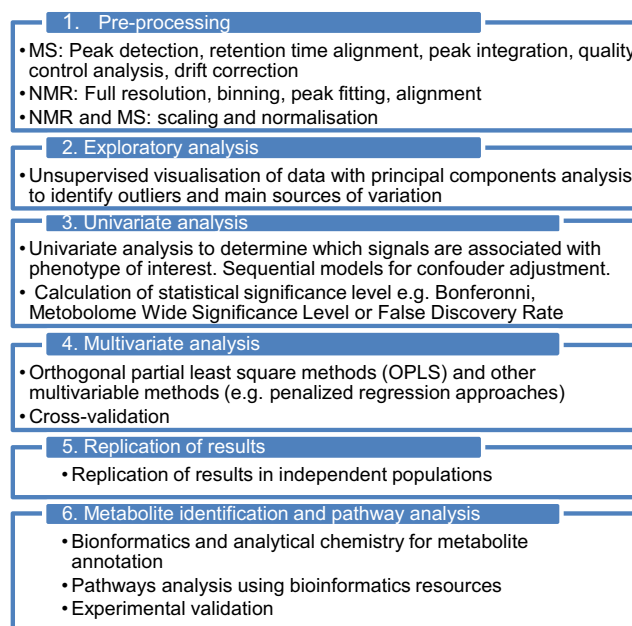 1. Pre-processing
• MS: Peak detection, retention time alignment, peak integration, quality
control analysis, drift correction
• NMR: Full resolution, binning, peak fitting, alignment
• NMR and MS: scaling and normalisation
2. Exploratory analysis
• Unsupervised visualisation of data with principal components analysis
to identify outliers and main sources of variation
3. Univariate analysis
• Univariate analysis to determine which signals are associated with
phenotype of interest. Sequential models for confouder adjustment.
• Calculation of statistical significance level e.g. Bonferonni,
Metobolome Wide Significance Level or False Discovery Rate
4. Multivariate analysis
• Orthogonal partial least square methods (OPLS) and other
multivariable methods (e.g. penalized regression approaches)
• Cross-validation
5. Replication of results
• Replication of results in independent populations
6. Metabolite identification and pathway analysis
• Bionformatics and analytical chemistry for metabolite
annotation
• Pathways analysis using bioinformatics resources
• Experimental validation